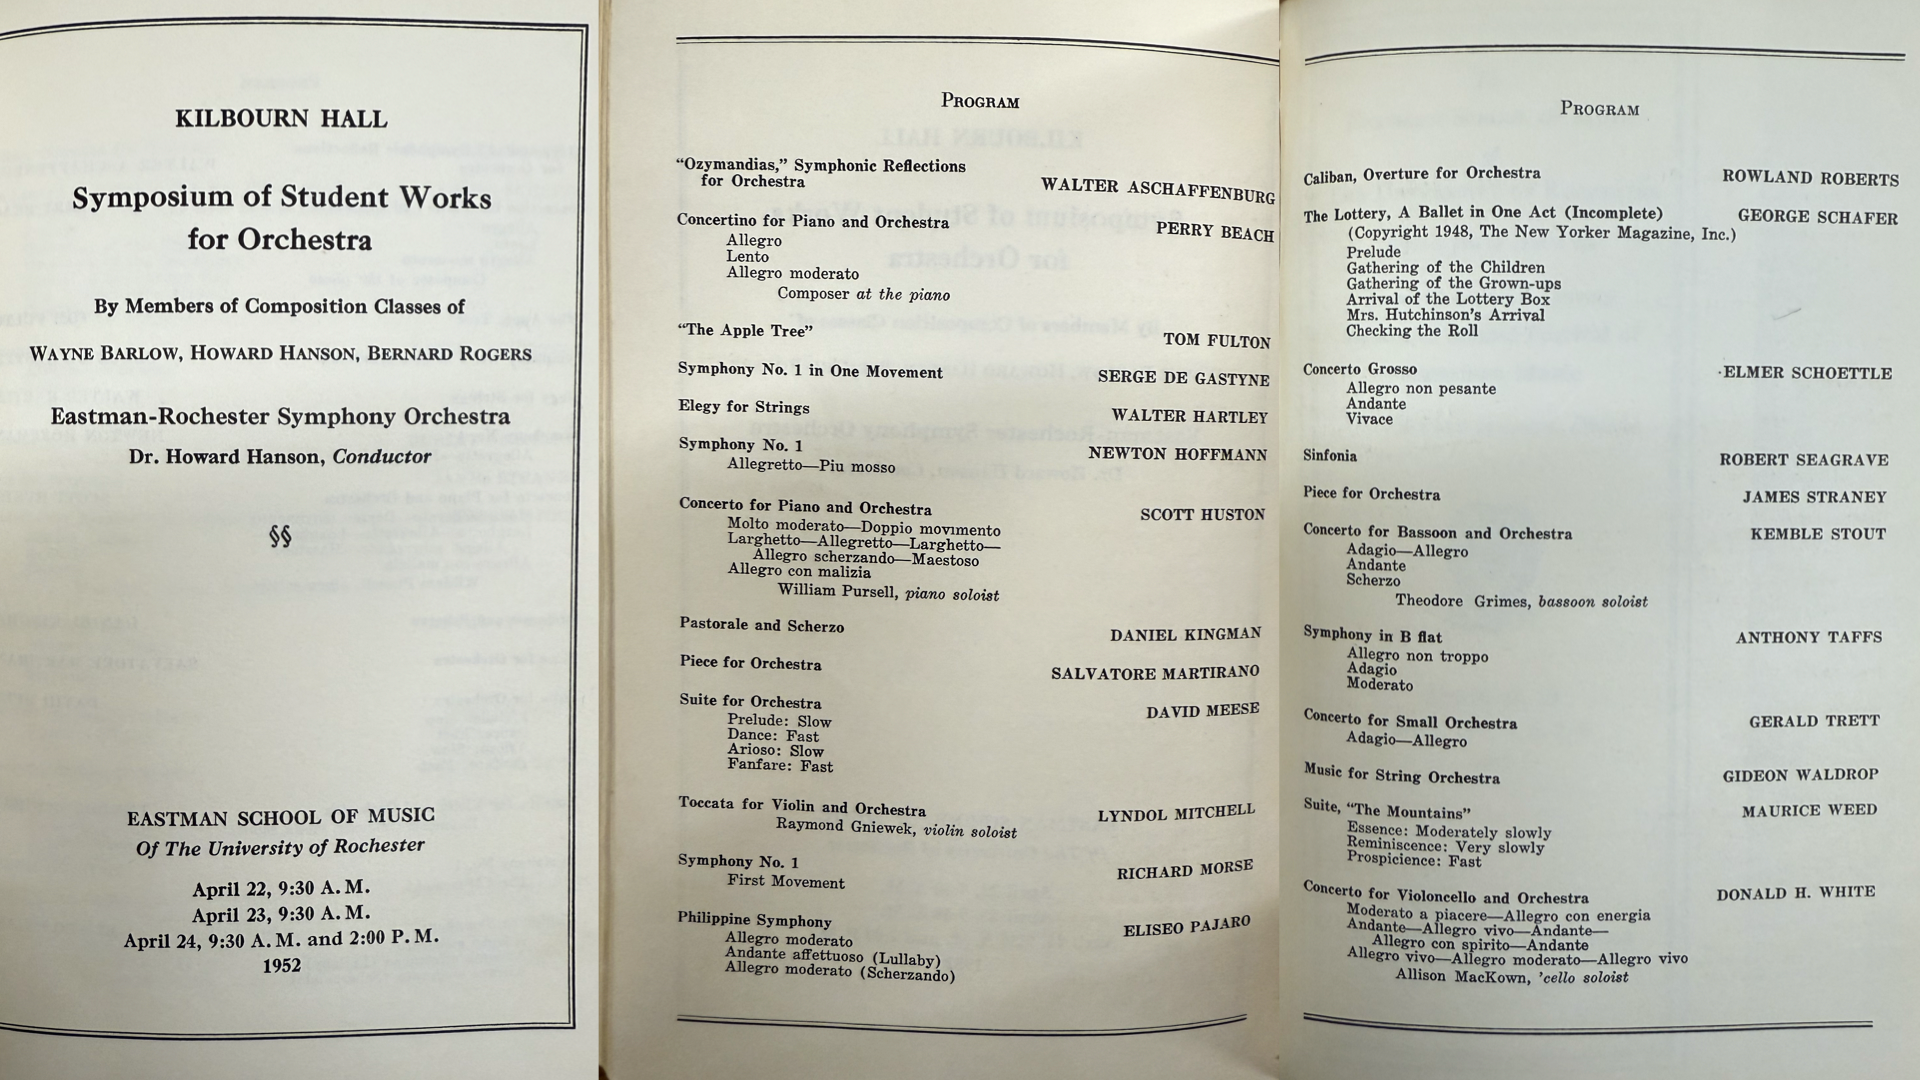 KILBOURN HALL
Symposium of Student Works
for Orchestra
By Members of Composition Classes of
WAYNE BARLOW, HOWARD HANSON, BERNARD ROGERS
Eastman-Rochester Symphony Orchestra
Dr. Howard Hanson, Conductor
§§
EASTMAN SCHOOL OF MUSIC
Of The University of Rochester
April 22, 9:30 A. M.
April 23, 9:30 A. M.
April 24, 9:30 A. M. and 2:00 P. M.
1952
PROGRAM
“Ozymandias,” Symphonic Reflections
for Orchestra WALTER ASCHAFFENBURG
Concertino for Piano and Orchestra PERRY BEACH
Allegro
Lento
Allegro moderato
Composer at the piano
“The Apple Tree” TOM FULTON
Symphony No. 1 in One Movement SERGE DE GASTYNE
Elegy for Strings WALTER HARTLEY
Symphony No. 1 NEWTON HOFFMANN
Allegretto—Piu mosso
Concerto for Piano and Orchestra SCOTT HUSTON
Molto moderato—Doppio movimento
Larghetto—Allegretto—Larghetto—
Allegro scherzando—Maestoso
Allegro con malizia
William Pursell, piano soloist
Pastorale and Scherzo DANIEL KINGMAN
Piece for Orchestra SALVATORE MARTIRANO
Suite for Orchestra DAVID MEESE
Prelude: Slow
Dance: Fast
Arioso: Slow
Fanfare: Fast
Toccata for Violin and Orchestra LYNDOL MITCHELL
Raymond Gniewek, violin soloist
Symphony No. 1 RICHARD MORSE
First Movement
Philippine Symphony ELISEO PAJARO
Allegro moderato
Andante affettuoso (Lullaby)
Allegro moderato (Scherzando)
PROGRAM
Caliban, Overture for Orchestra ROWLAND ROBERTS
The Lottery, A Ballet in One Act (Incomplete) GEORGE SCHAFER
(Copyright 1948, The New Yorker Magazine, Inc.)
Prelude
Gathering of the Children
Gathering of the Grown-ups
Arrival of the Lottery Box
Mrs. Hutchinson's Arrival
Checking the Roll
Concerto Grosso ELMER SCHOETTLE
Allegro non pesante
Andante
Vivace
Sinfonia ROBERT SEAGRAVE
Piece for Orchestra JAMES STRANEY
Concerto for Bassoon and Orchestra KEMBLE STOUT
Adagio—Allegro
Andante
Scherzo
Theodore Grimes, bassoon soloist
Symphony in B flat ANTHONY TAFFS
Allegro non troppo
Adagio
Moderato
Concerto for Small Orchestra GERALD TRETT
Adagio—Allegro
Music for String Orchestra GIDEON WALDROP
Suite, “The Mountains” MAURICE WEED
Essence: Moderately slowly
Reminiscence: Very slowly
Prospicience: Fast
Concerto for Violoncello and Orchestra DONALD H. WHITE
Moderato a piacere—Allegro con energia
Andante—Allegro vivo—Andante—
Allegro con spirito—Andante
Allegro vivo—Allegro moderato—Allegro vivo
Allison MacKown, 'cello soloist